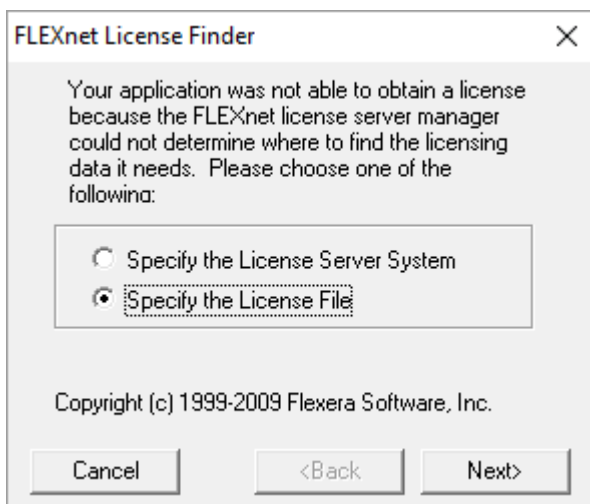 FLEXnet License Finder
Your application was not able to obtain a license
because the FLEXnet license server manager
could not determine where to find the licensing
data it needs.  Please choose one of the
following:
Specify the License Server System
Specify the License File
Copyright (c) 1999-2009 Flexera Software, Inc.
Cancel
<Back
Next>